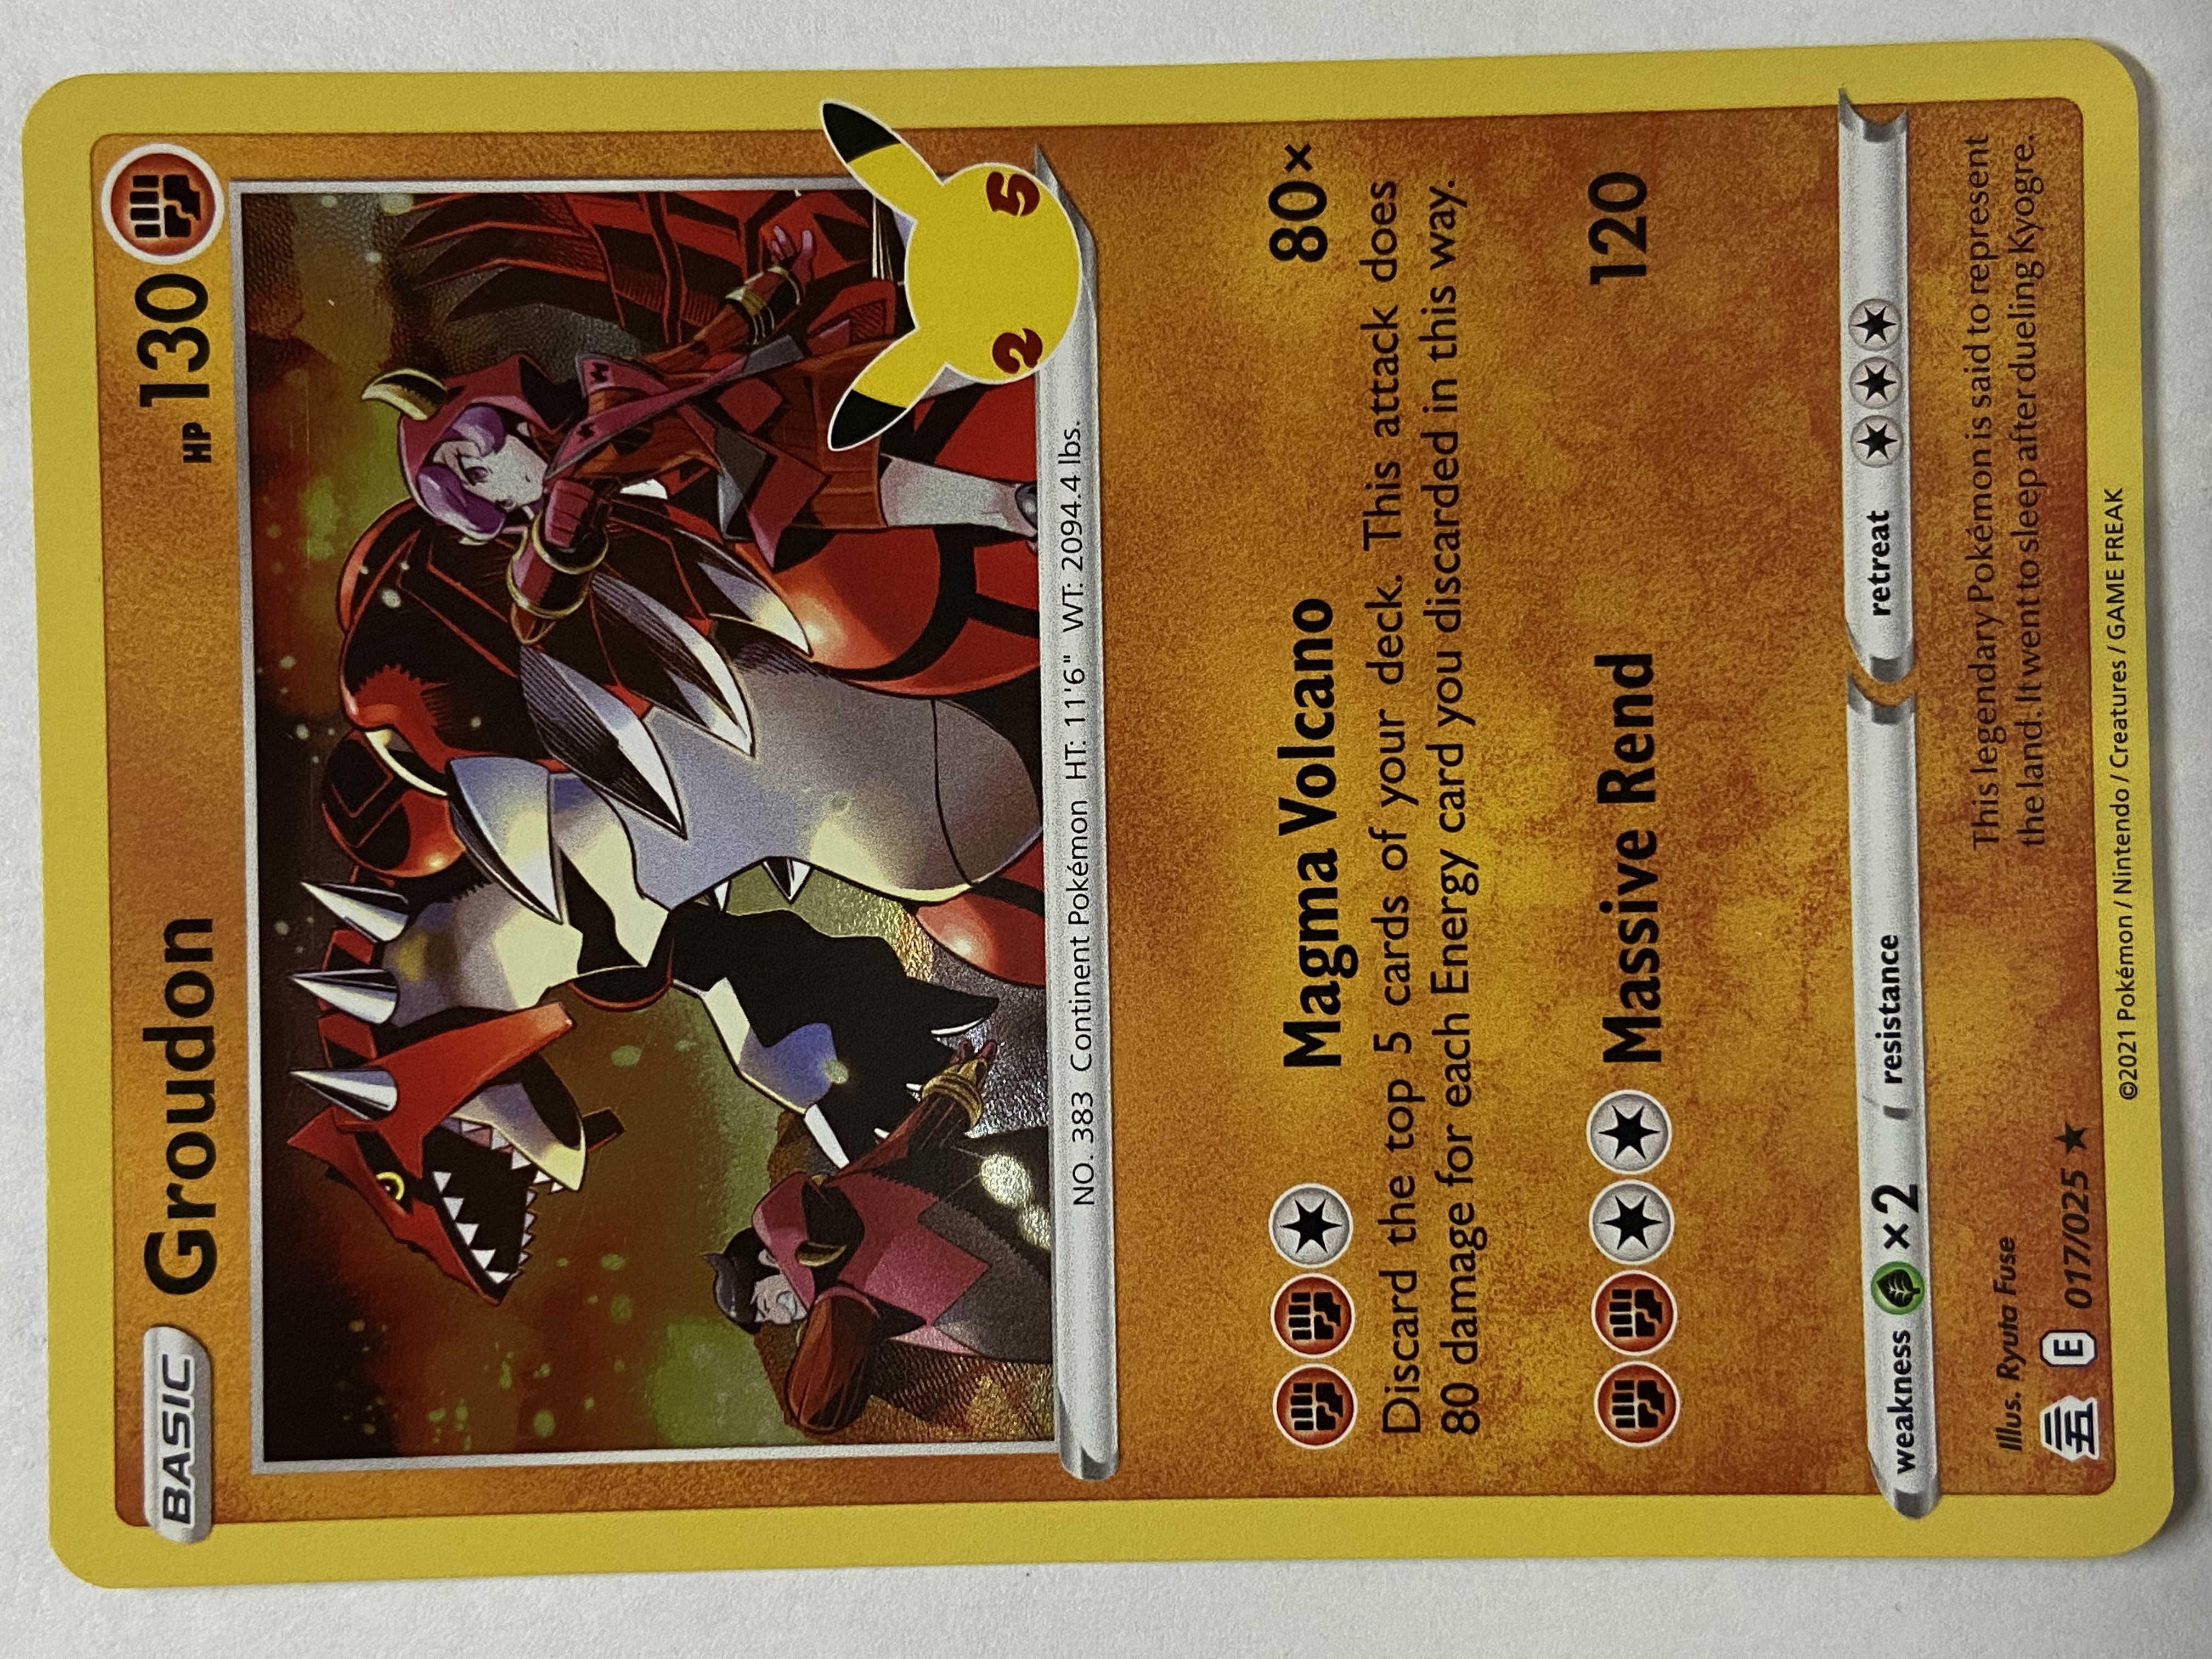 BASIC Groudon HP 130
25
NO. 383 Continent Pokémon HT: 11'6" WT: 2094.4 lbs.
Magma Volcano 80×
Discard the top 5 cards of your deck. This attack does
80 damage for each Energy card you discarded in this way.
Massive Rend 120
weakness ×2 resistance retreat
Illus. Ryuta Fuse
This legendary Pokémon is said to represent
the land. It went to sleep after dueling Kyogre.
E 017/025 ★
©2021 Pokémon / Nintendo / Creatures / GAME FREAK